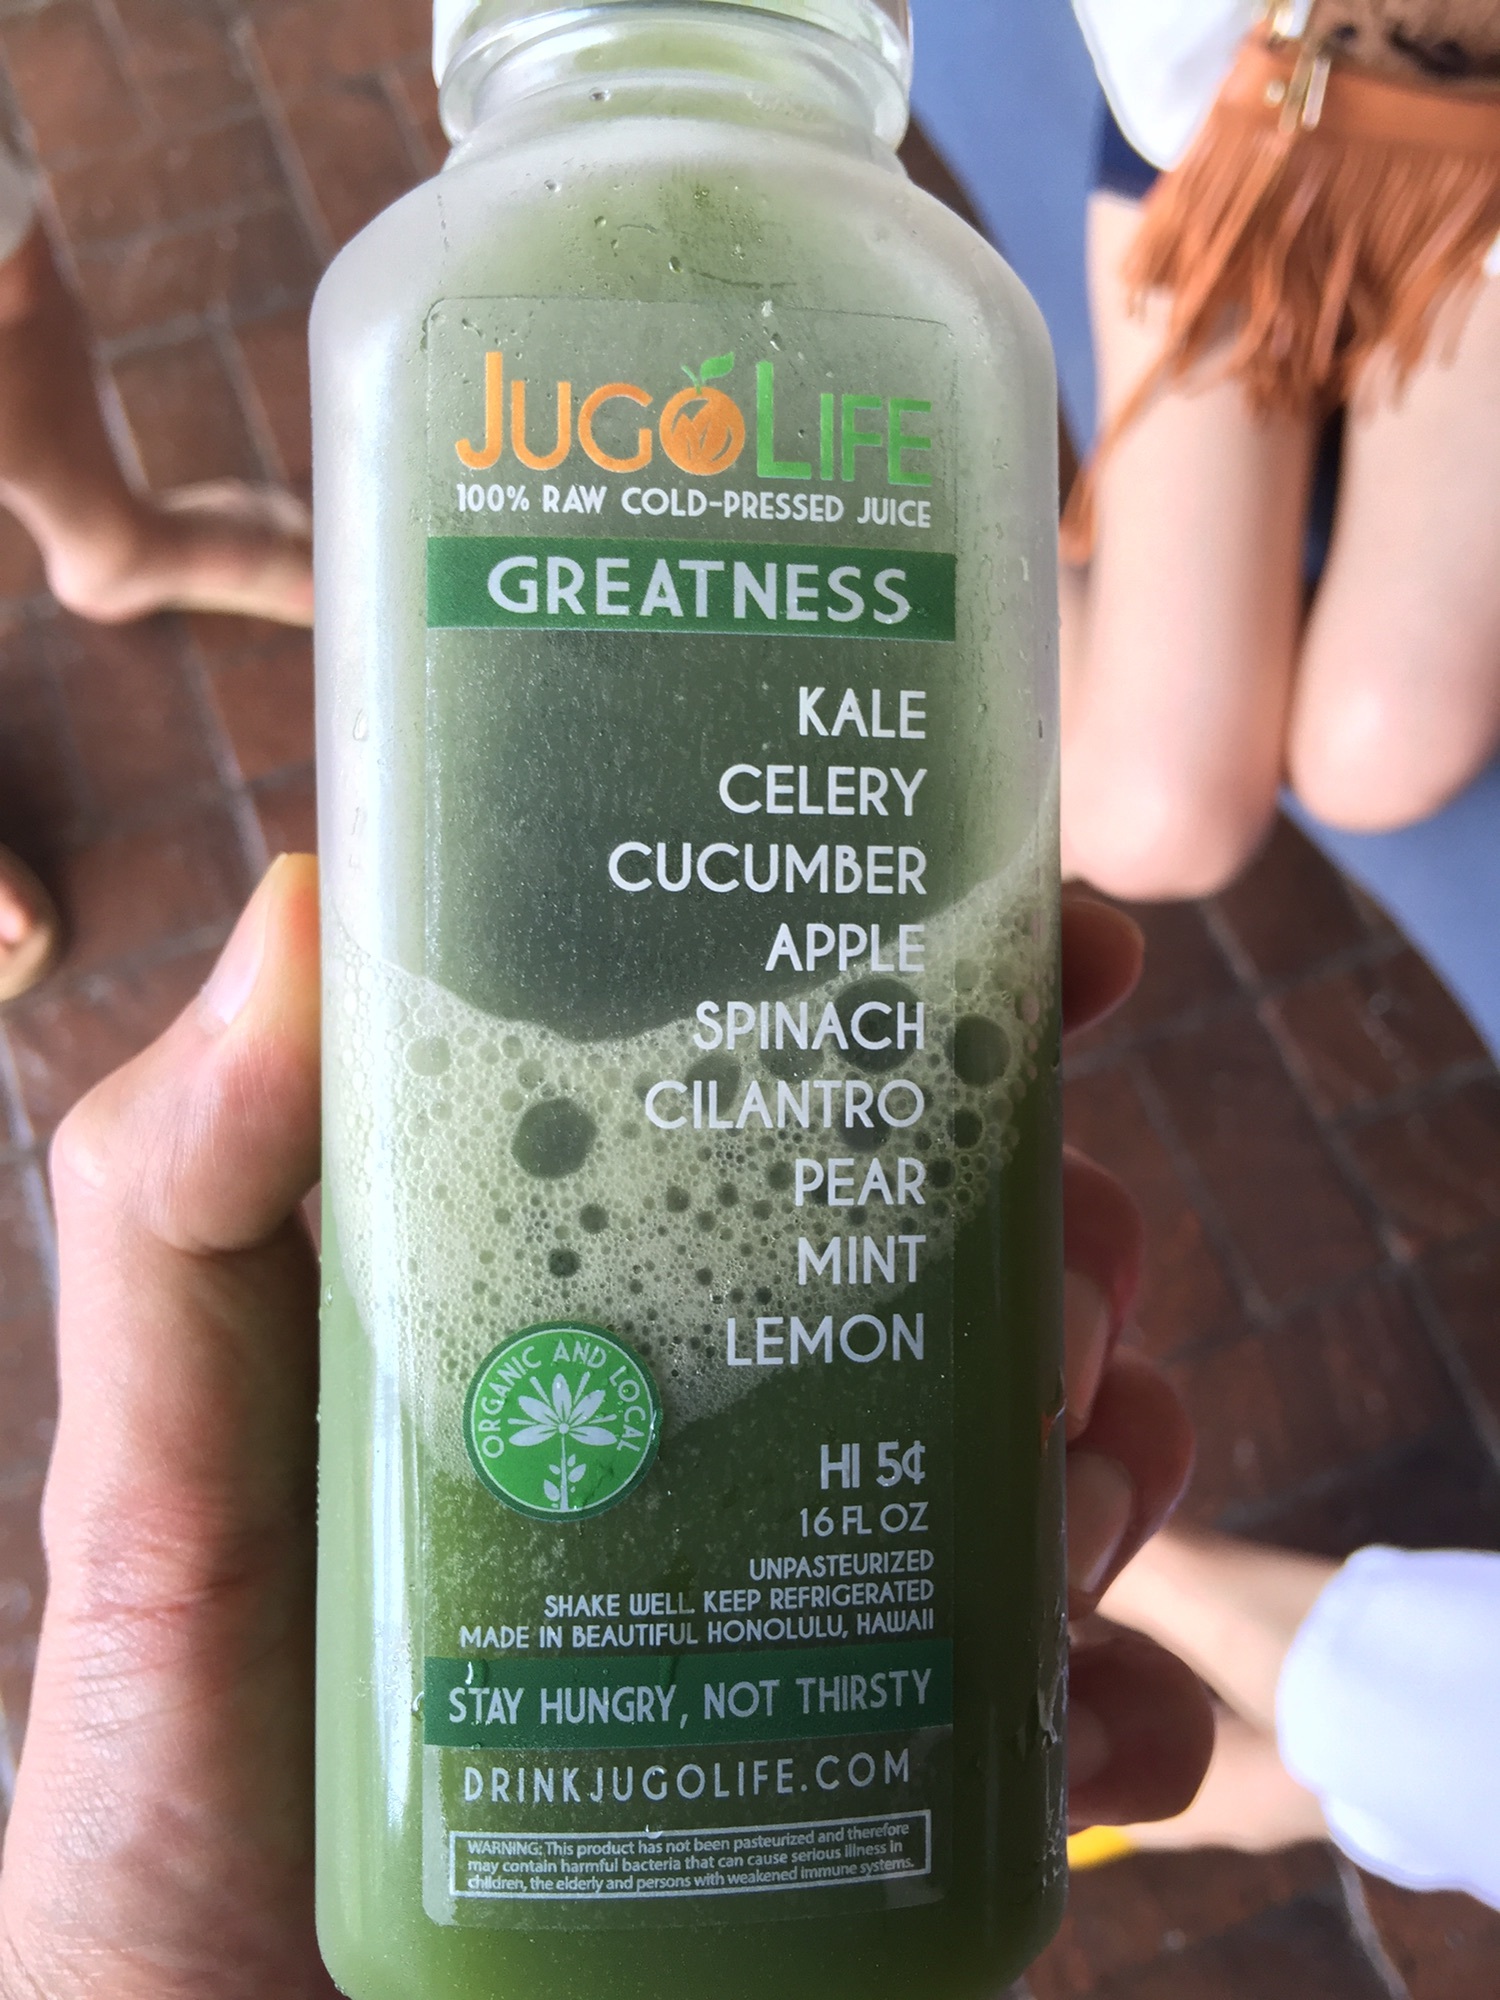 JUGOLIFE
100% RAW COLD-PRESSED JUICE
GREATNESS
KALE
CELERY
CUCUMBER
APPLE
SPINACH
CILANTRO
PEAR
MINT
LEMON
ORGANIC AND LOCAL
HI 5¢
16 FL OZ
UNPASTEURIZED
SHAKE WELL. KEEP REFRIGERATED
MADE IN BEAUTIFUL HONOLULU, HAWAII
STAY HUNGRY, NOT THIRSTY
DRINKJUGOLIFE.COM
WARNING: This product has not been pasteurized and therefore
may contain harmful bacteria that can cause serious illness in
children, the elderly and persons with weakened immune systems.